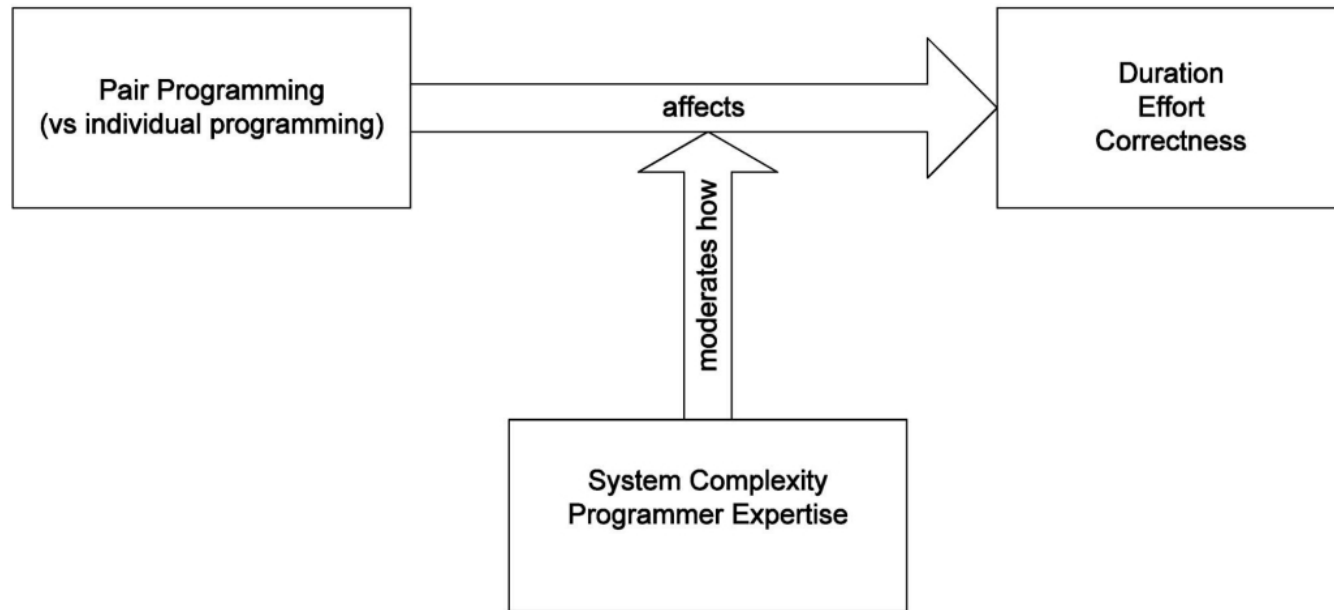 Pair Programming
(vs individual programming)
affects
Duration
Effort
Correctness
moderates how
System Complexity
Programmer Expertise